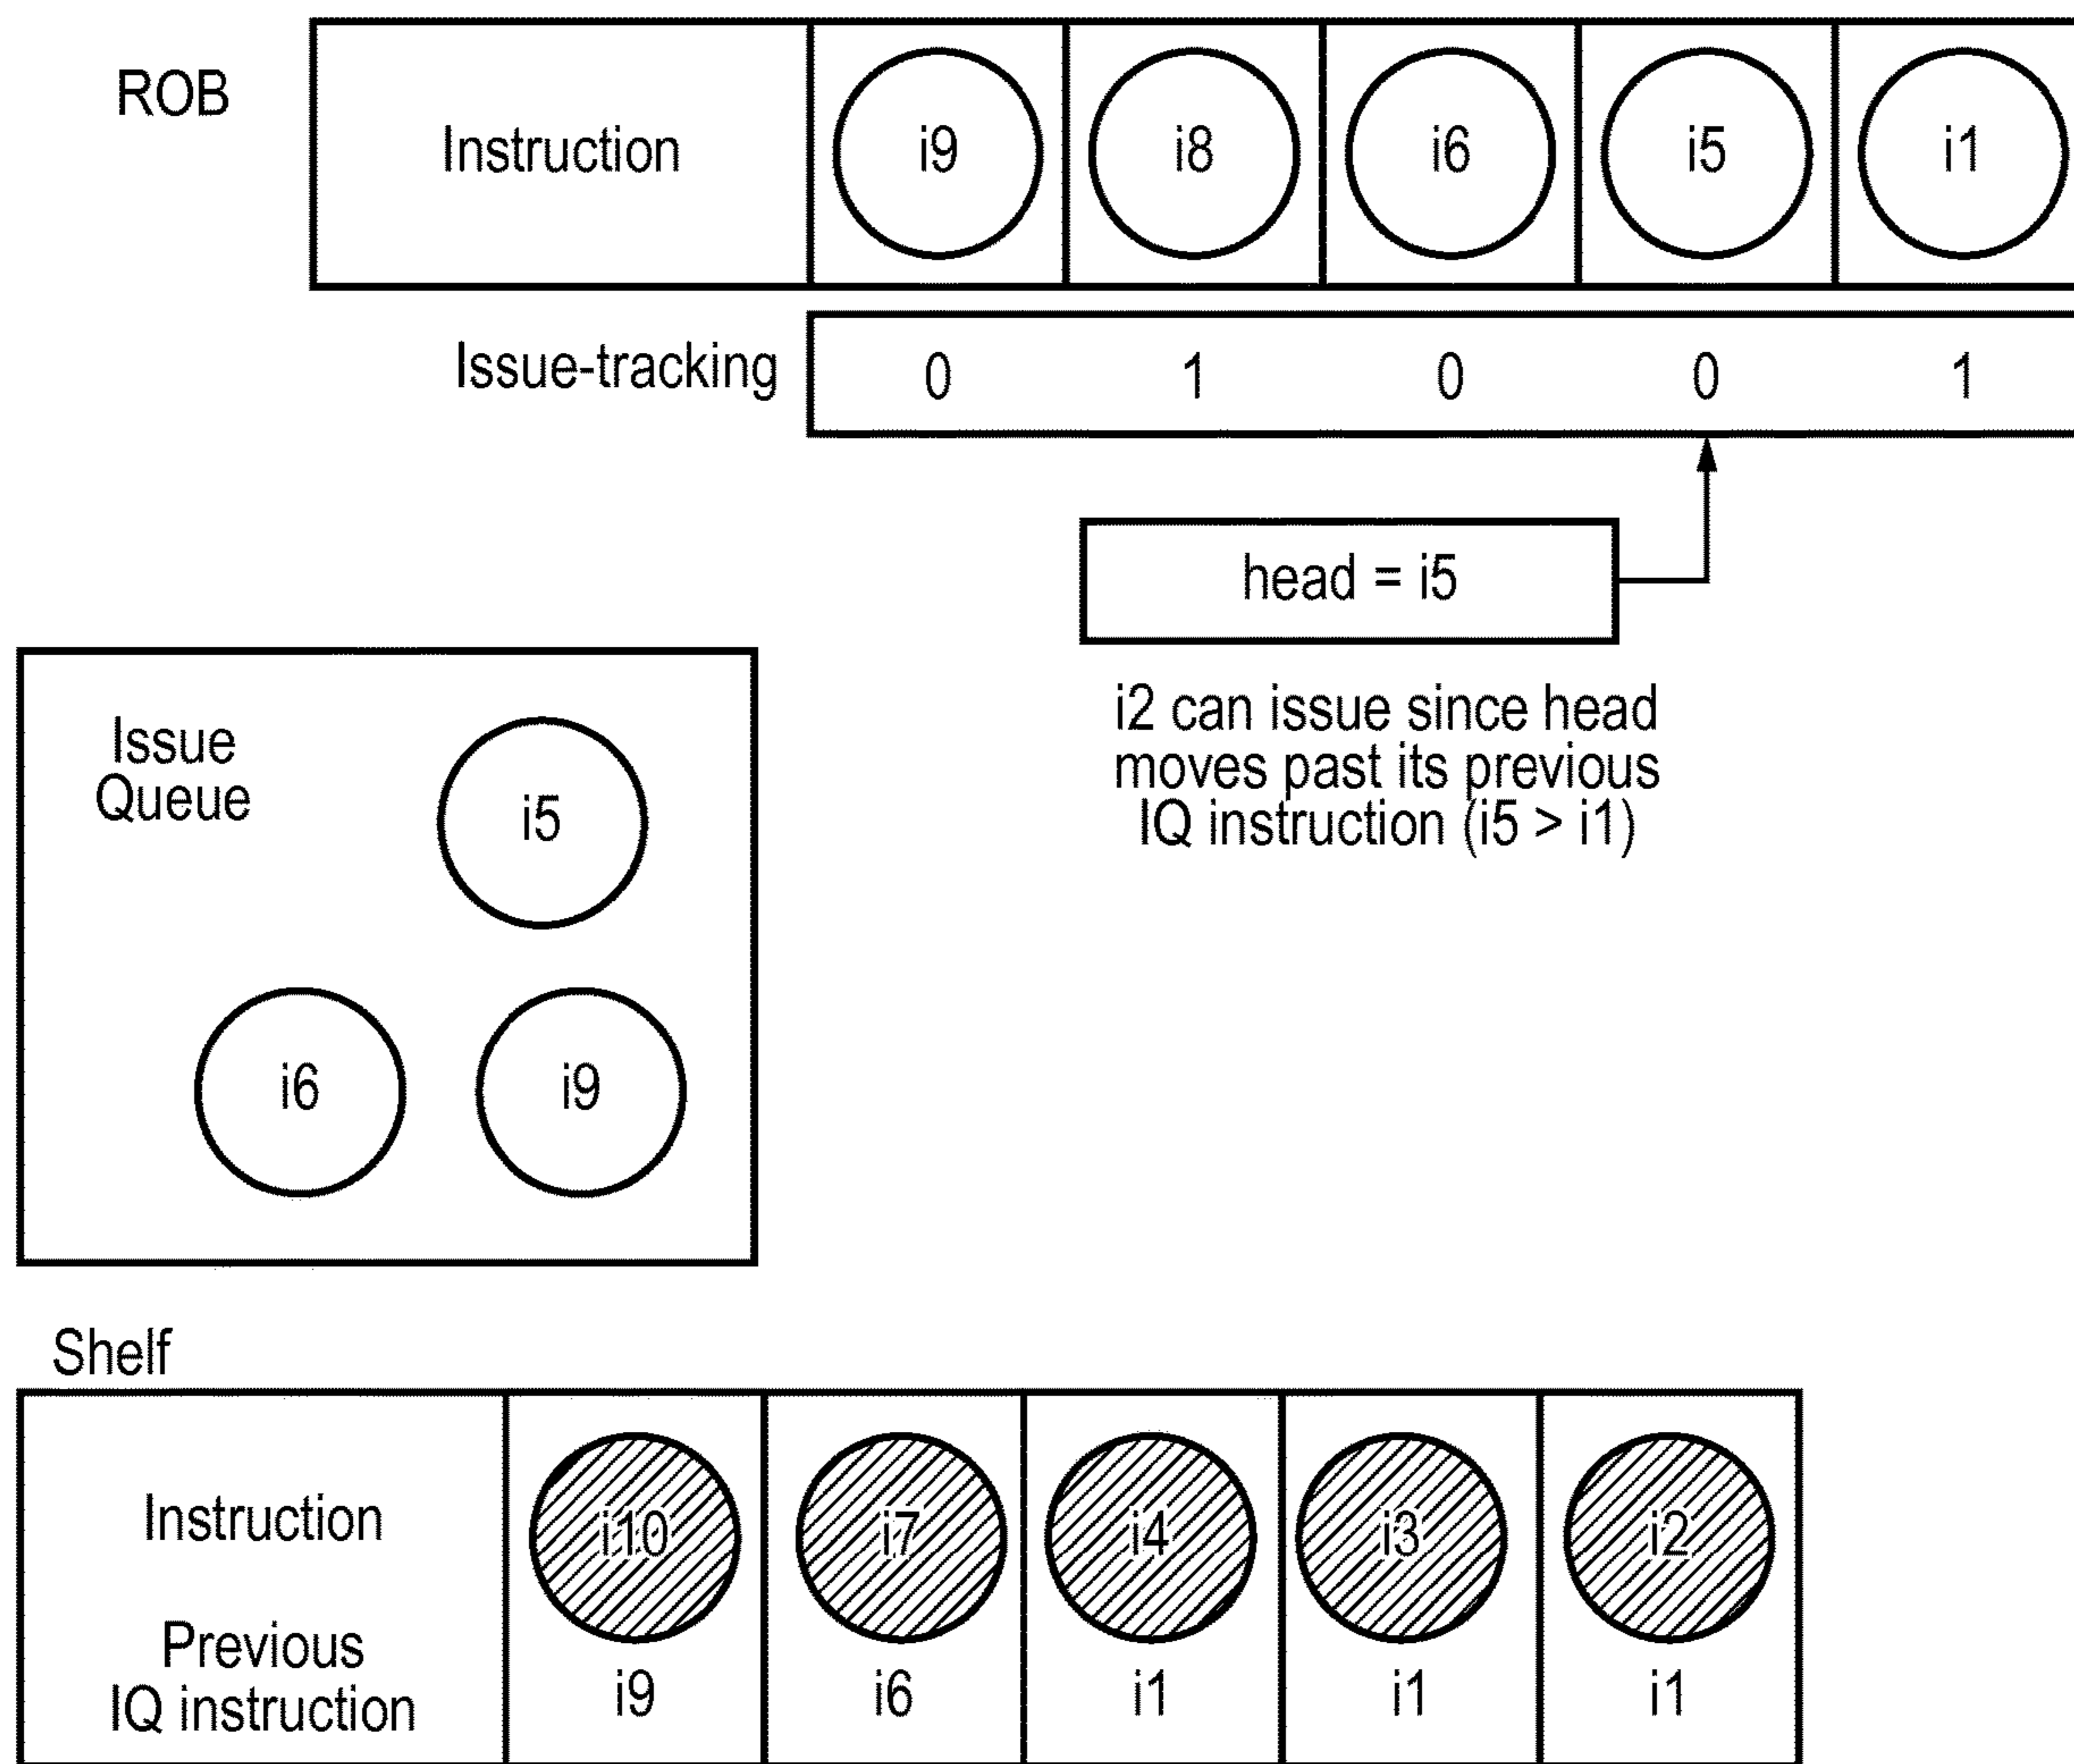 ROB
Instruction
i9
i8
i6
i5
i1
Issue-tracking
0
1
0
0
1
head = i5
i2 can issue since head
moves past its previous
IQ instruction (i5 > i1)
Issue
Queue
i5
i6
i9
Shelf
Instruction
i10
i7
i4
i3
i2
Previous
IQ instruction
i9
i6
i1
i1
i1